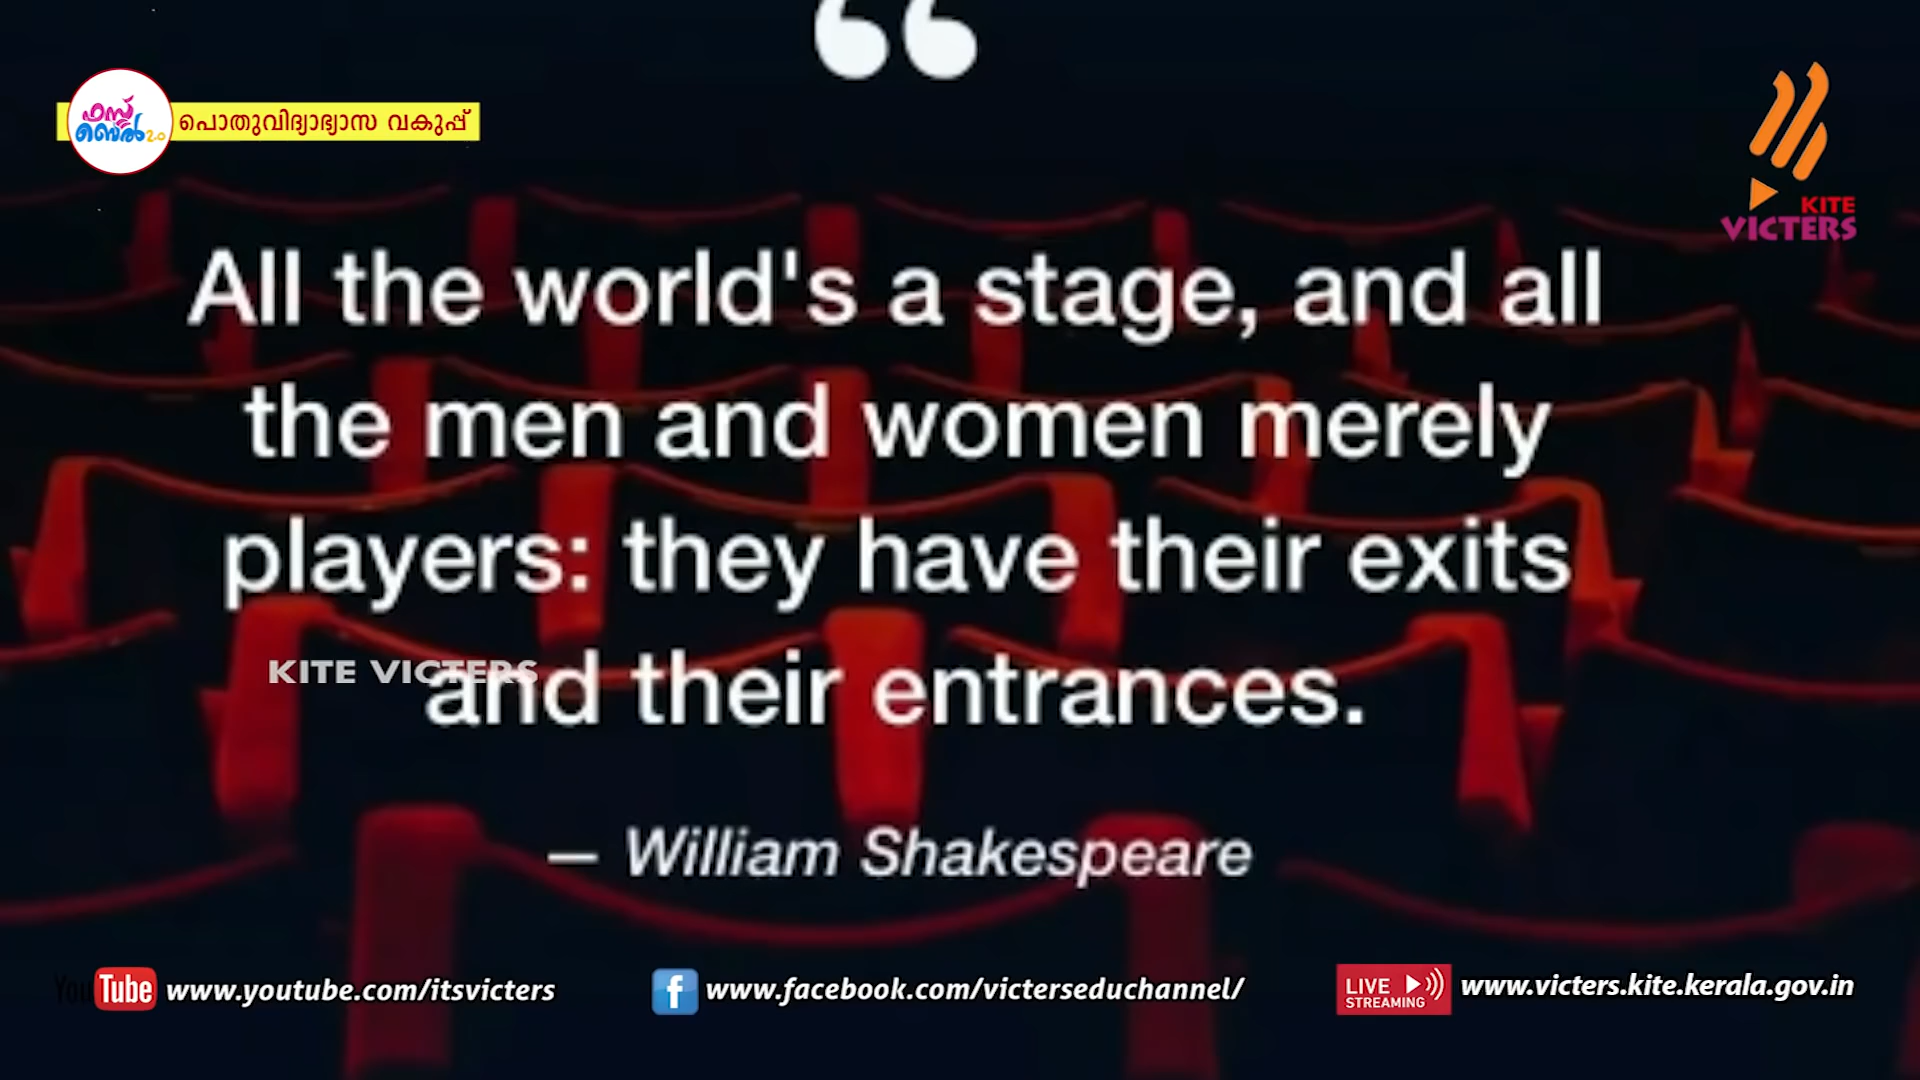 “
ഫസ്റ്റ്
ബെൽ 2.0
പൊതുവിദ്യാഭ്യാസ വകുപ്പ്
KITE
VICTERS
All the world's a stage, and all
the men and women merely
players: they have their exits
and their entrances.
KITE VICTERS
— William Shakespeare
YouTube www.youtube.com/itsvicters
f www.facebook.com/victerseduchannel/
LIVE STREAMING www.victers.kite.kerala.gov.in